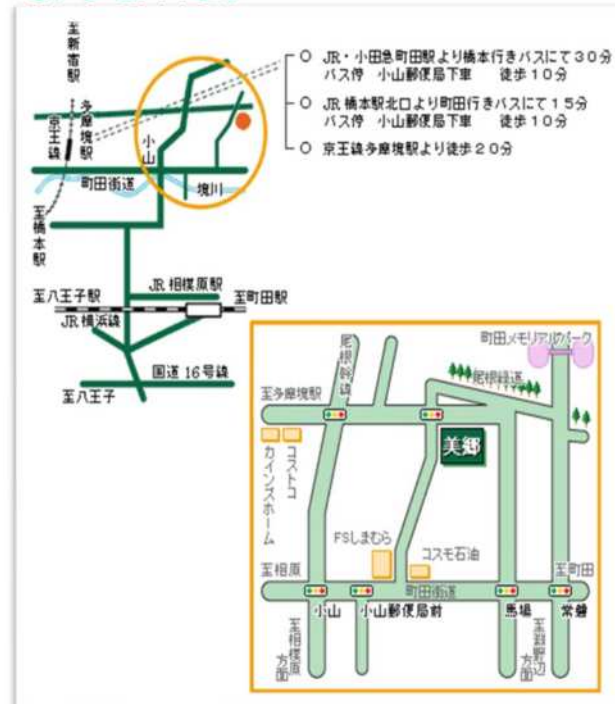 至新宿駅
京王線
多摩境駅
小山
町田街道
境川
至橋本駅
JR相模原駅
至八王子駅
至町田駅
JR横浜線
国道16号線
至八王子
○ JR・小田急町田駅より橋本行きバスにて30分
バス停 小山郵便局下車 徒歩10分
○ JR橋本駅北口より町田行きバスにて15分
バス停 小山郵便局下車 徒歩10分
○ 京王線多摩境駅より徒歩20分
尾根幹線
町田メモリアルパーク
尾根緑道
至多摩境駅
美郷
カインズホーム
コストコ
FSしまむら
コスモ石油
至相原
町田街道
至町田
小山
小山郵便局前
馬場
常磐
至相模原方面
至淵野辺方面